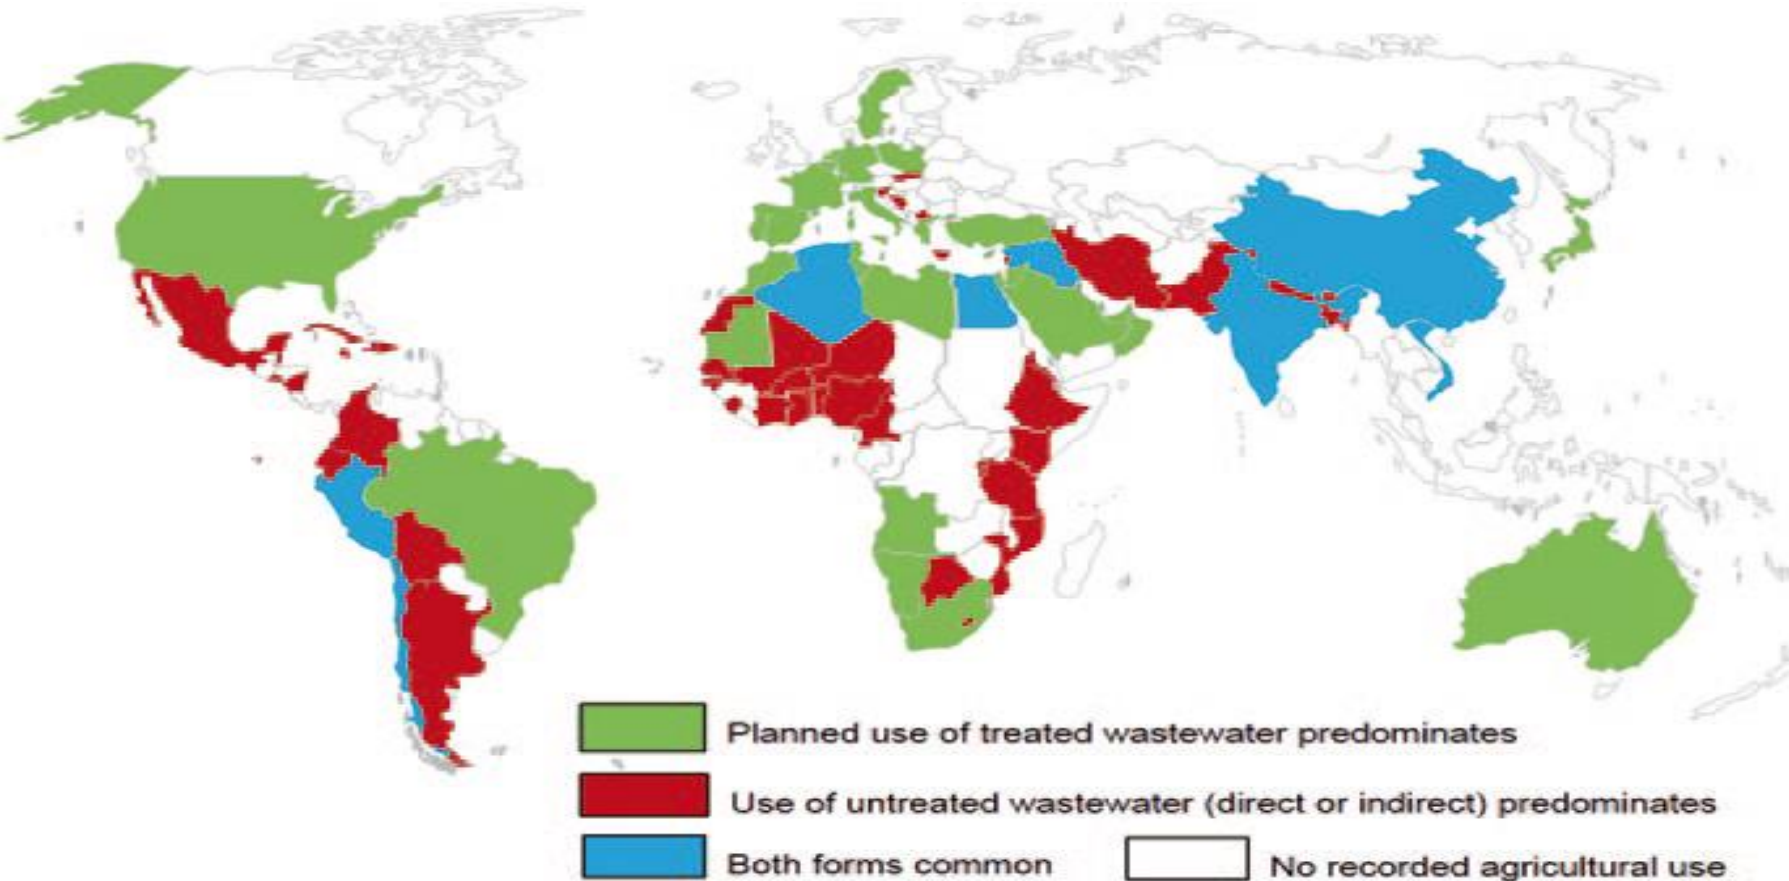 Planned use of treated wastewater predominates
Use of untreated wastewater (direct or indirect) predominates
Both forms common
No recorded agricultural use